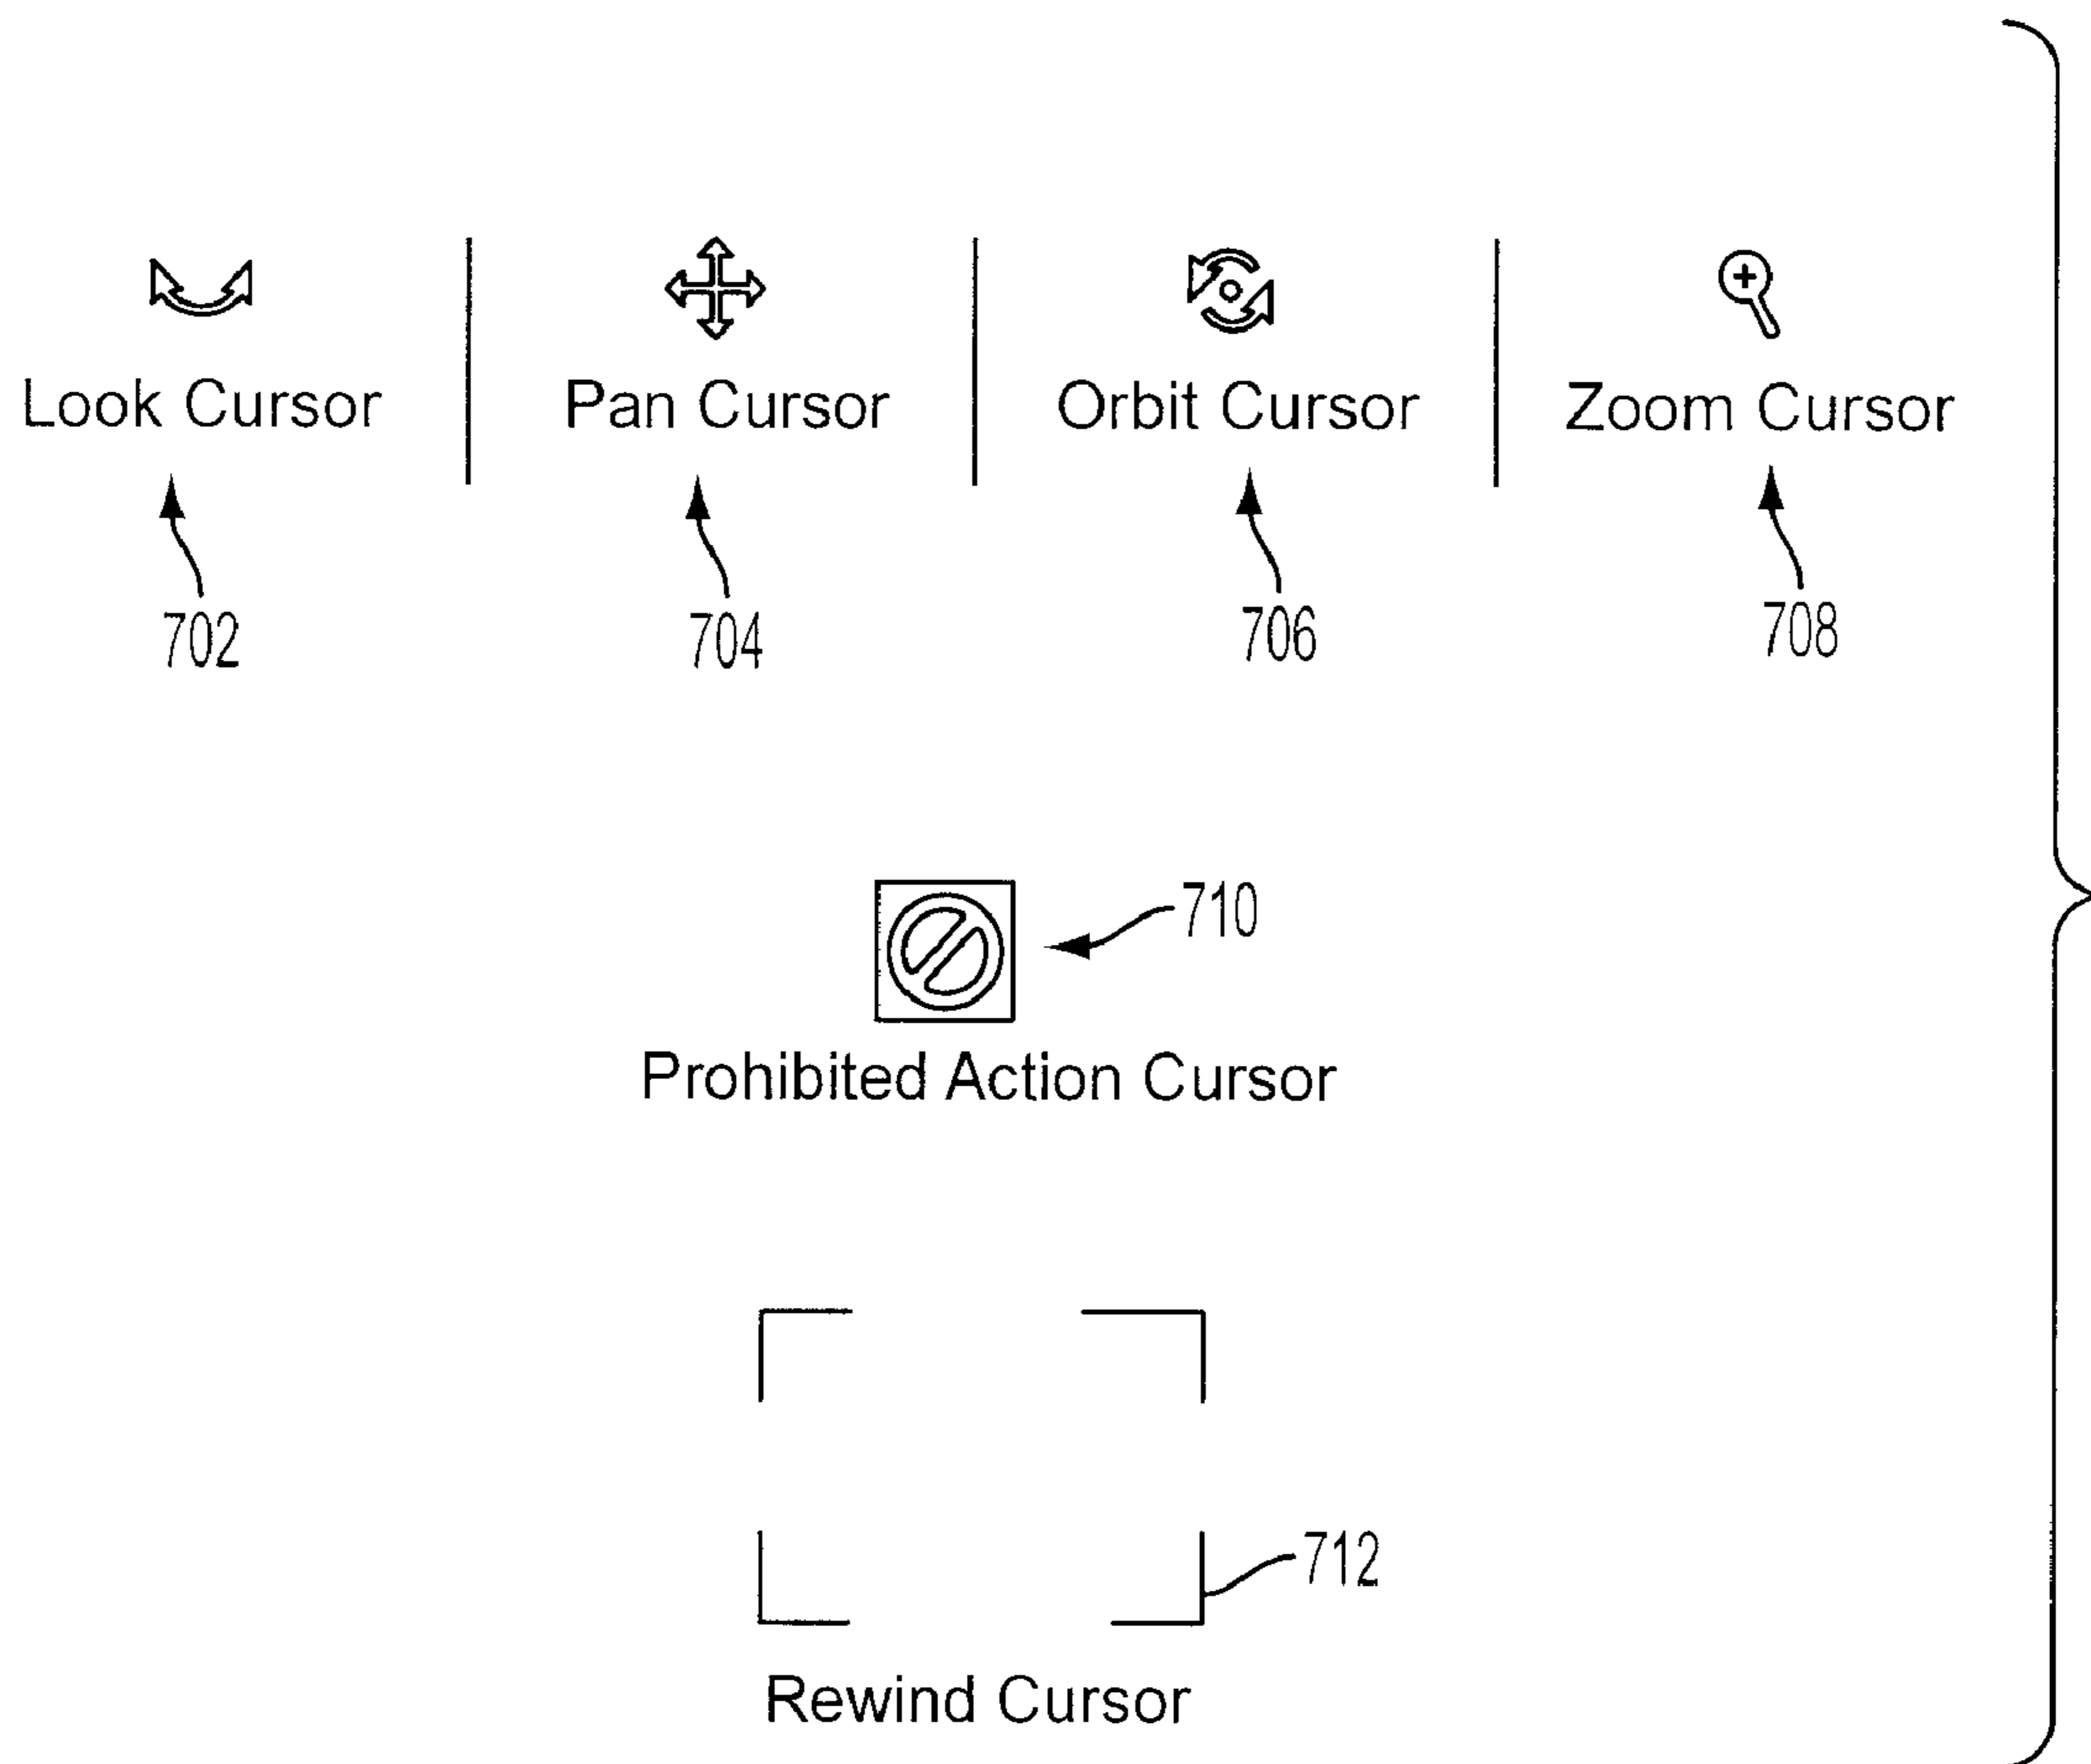 Look Cursor
Pan Cursor
Orbit Cursor
Zoom Cursor
702
704
706
708
710
Prohibited Action Cursor
712
Rewind Cursor